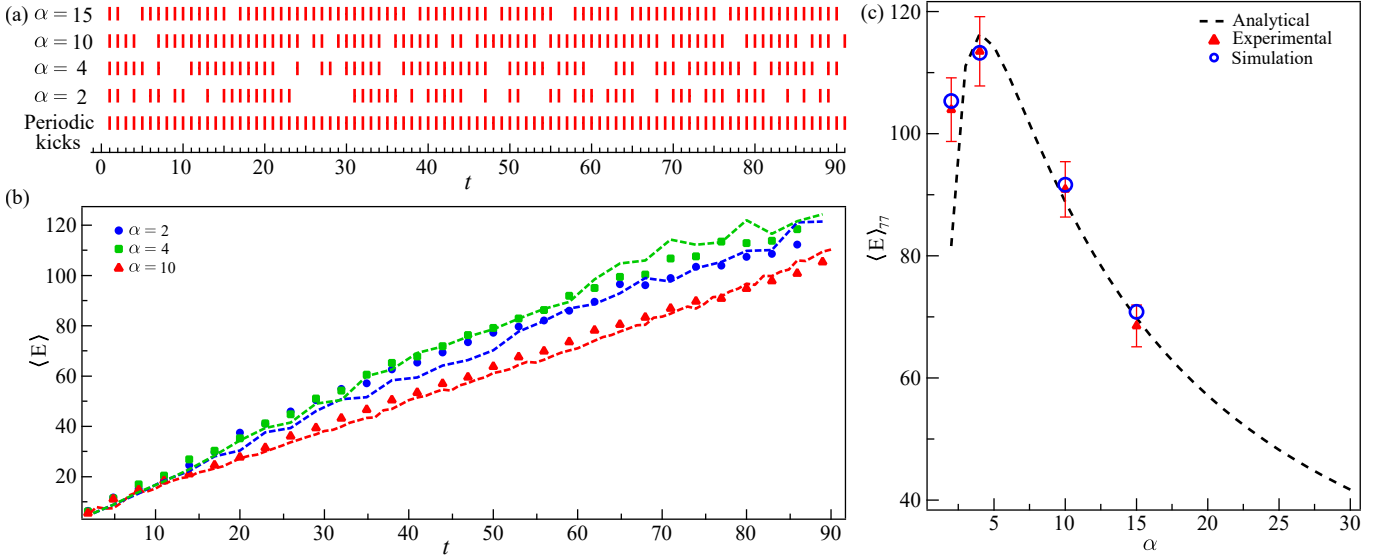 (a)
α = 15
α = 10
α = 4
α = 2
Periodic
kicks
0 10 20 30 40 50 60 70 80 90
t
(b)
120
100
80
60
40
20
⟨E⟩
α = 2
α = 4
α = 10
10 20 30 40 50 60 70 80 90
t
(c)
120
100
80
60
40
⟨E⟩₇₇
Analytical
Experimental
Simulation
5 10 15 20 25 30
α